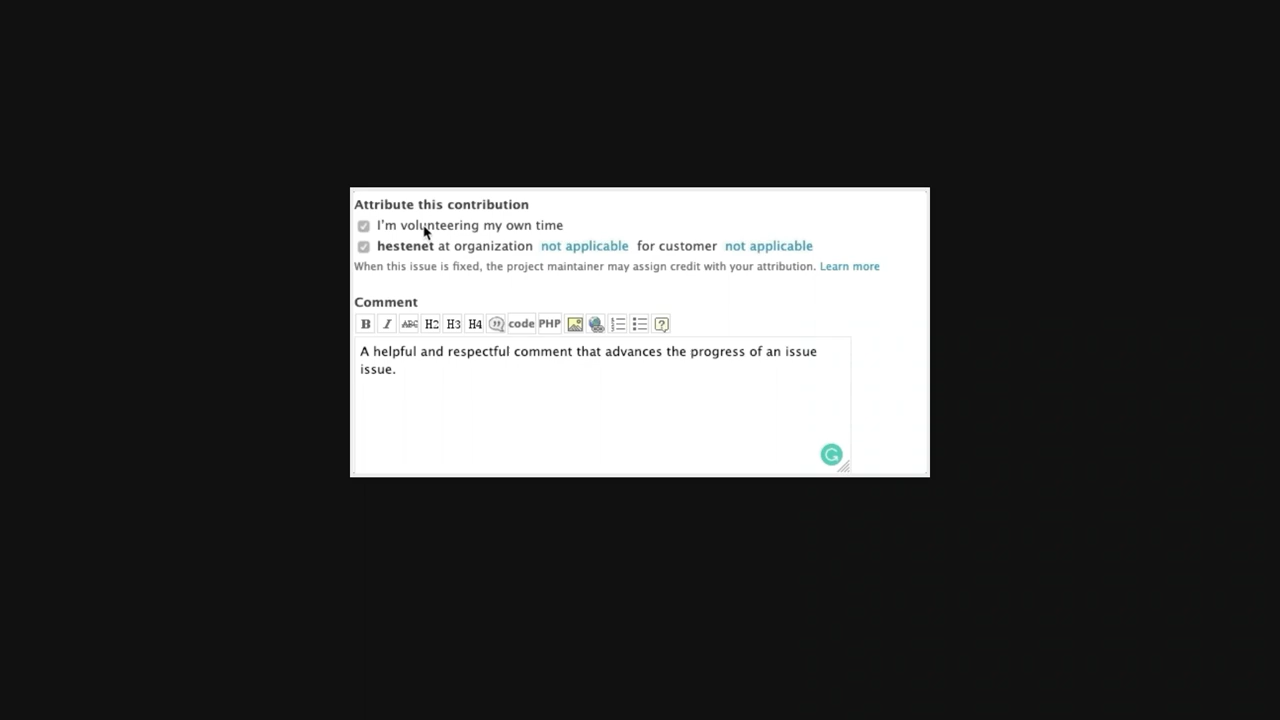 Attribute this contribution
I'm volunteering my own time
hestenet at organization not applicable for customer not applicable
When this issue is fixed, the project maintainer may assign credit with your attribution. Learn more
Comment
B I ABC H2 H3 H4 code PHP
A helpful and respectful comment that advances the progress of an issue
issue.